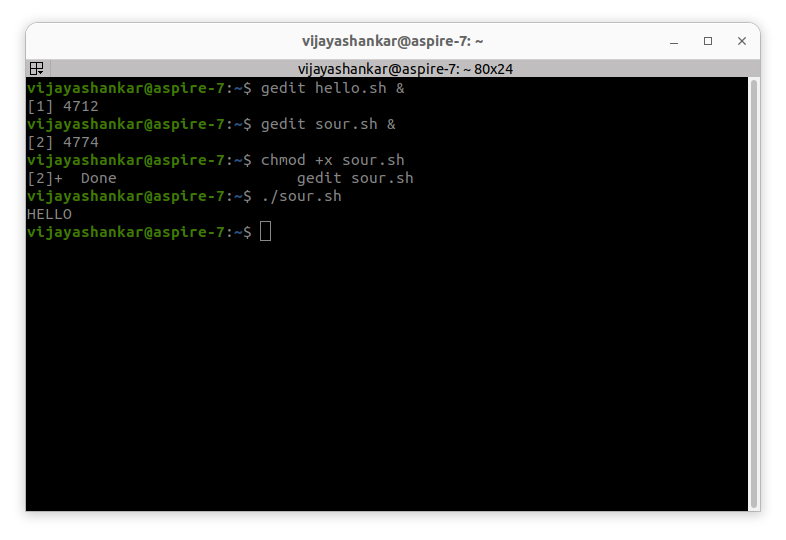 vijayashankar@aspire-7: ~
vijayashankar@aspire-7: ~ 80x24
vijayashankar@aspire-7:~$ gedit hello.sh &
[1] 4712
vijayashankar@aspire-7:~$ gedit sour.sh &
[2] 4774
vijayashankar@aspire-7:~$ chmod +x sour.sh
[2]+  Done                    gedit sour.sh
vijayashankar@aspire-7:~$ ./sour.sh
HELLO
vijayashankar@aspire-7:~$